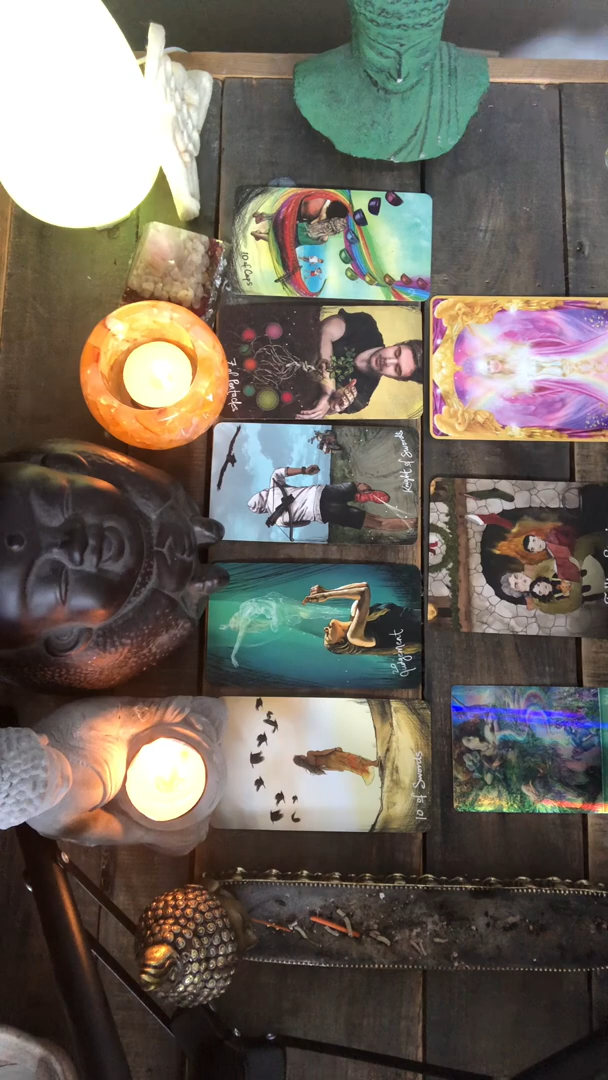 10 of Cups
7 of Pentacles
Knight of Swords
Judgement
10 of Swords